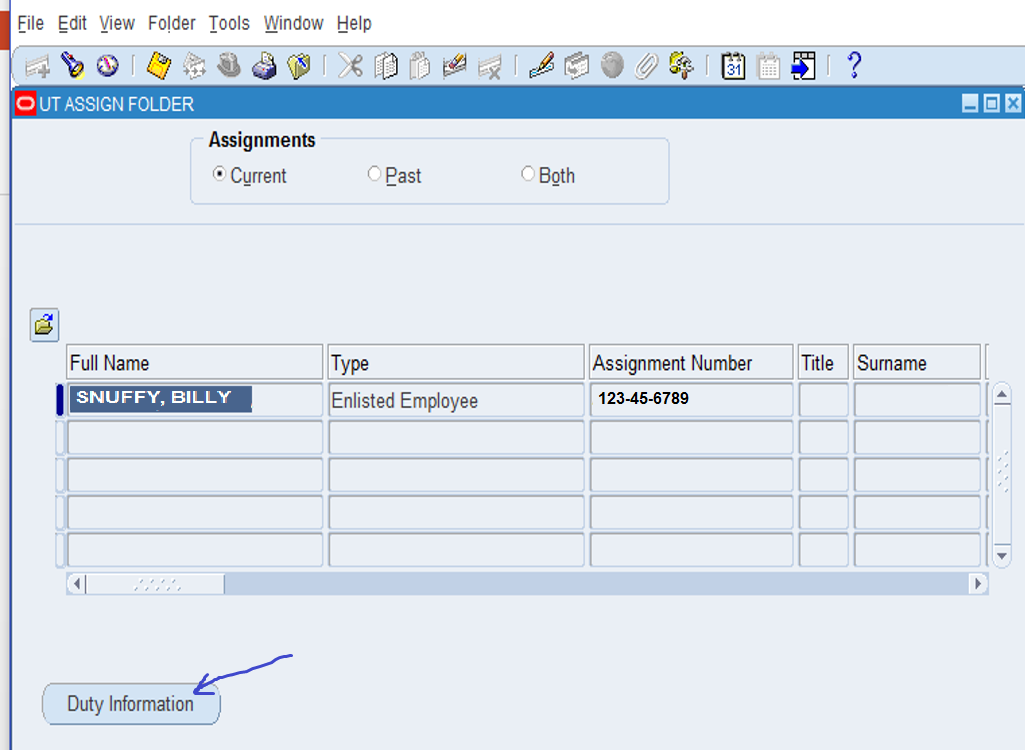 File Edit View Folder Tools Window Help
31 ?
UT ASSIGN FOLDER
Assignments
Current Past Both
Full Name Type Assignment Number Title Surname
SNUFFY, BILLY Enlisted Employee 123-45-6789
Duty Information